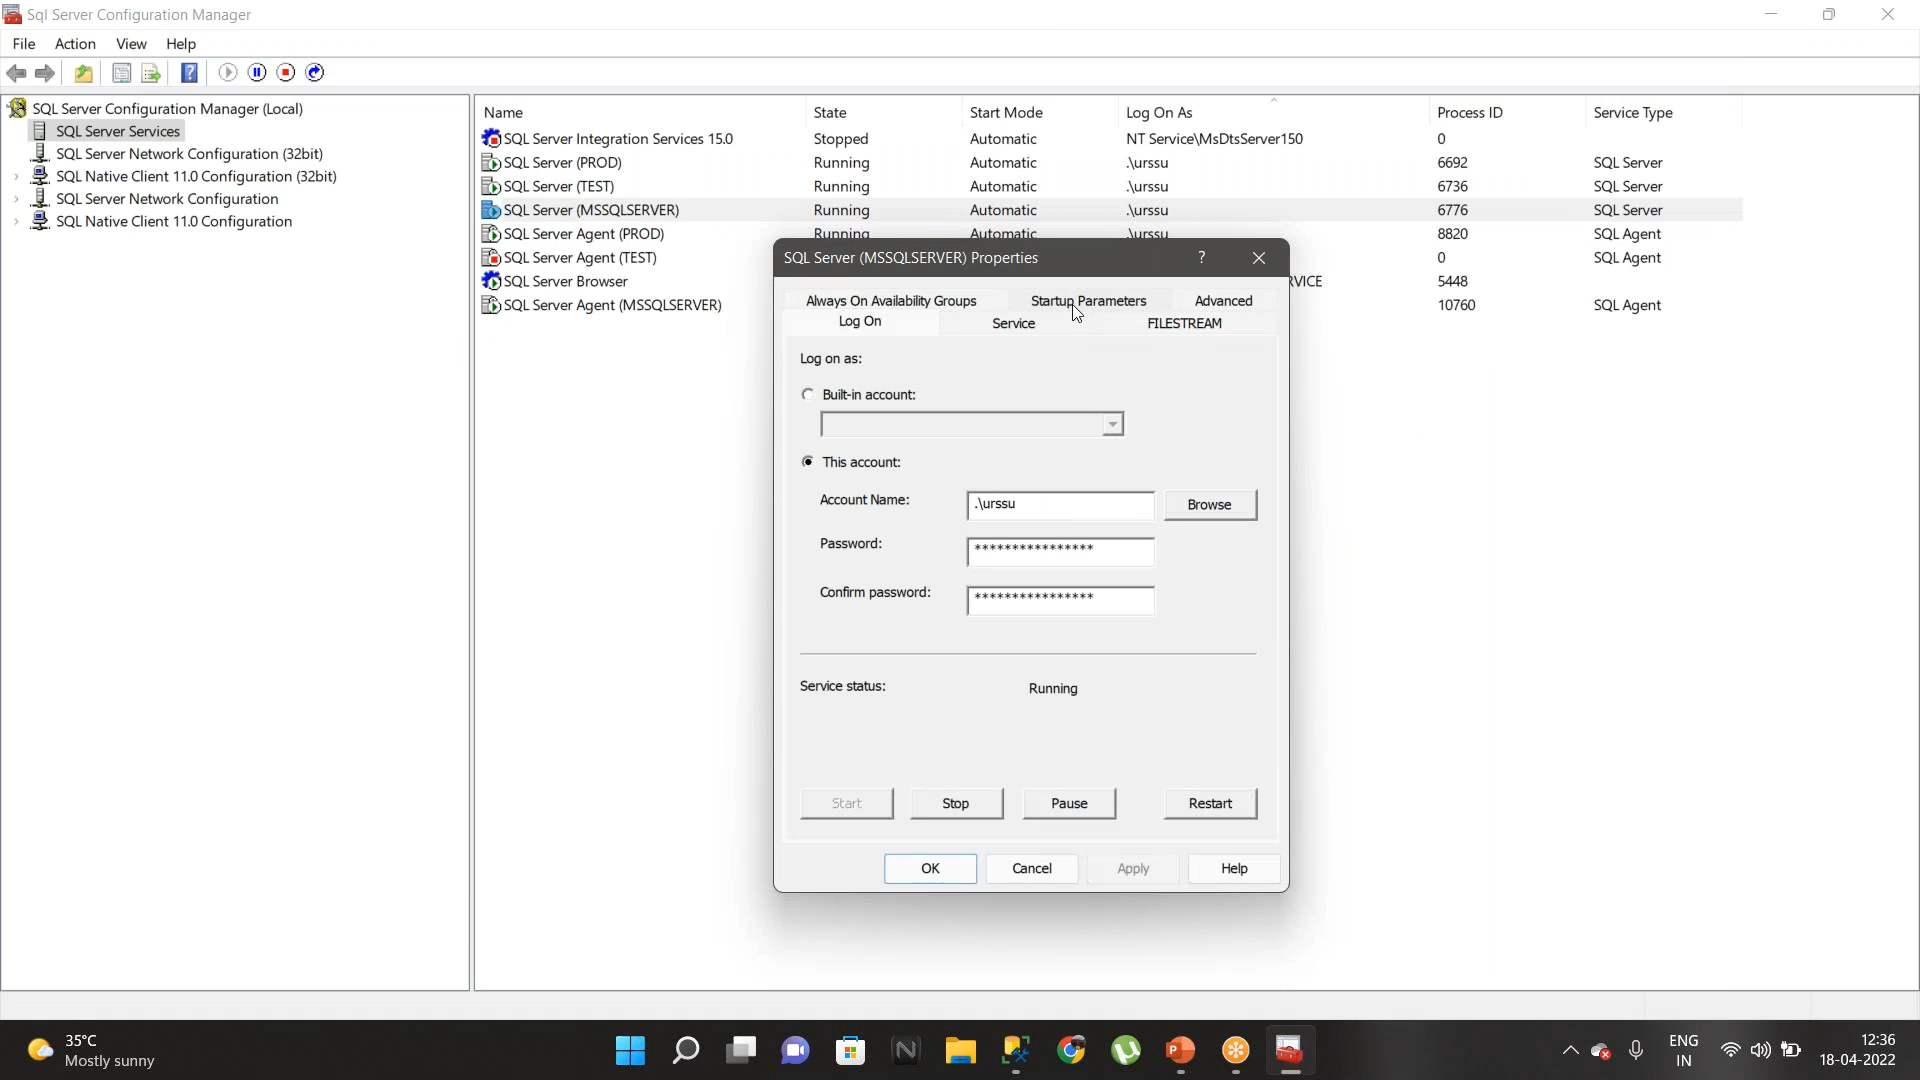 Sql Server Configuration Manager
File Action View Help
SQL Server Configuration Manager (Local)
SQL Server Services
SQL Server Network Configuration (32bit)
SQL Native Client 11.0 Configuration (32bit)
SQL Server Network Configuration
SQL Native Client 11.0 Configuration
Name State Start Mode Log On As Process ID Service Type
SQL Server Integration Services 15.0 Stopped Automatic NT Service\MsDtsServer150 0
SQL Server (PROD) Running Automatic .\urssu 6692 SQL Server
SQL Server (TEST) Running Automatic .\urssu 6736 SQL Server
SQL Server (MSSQLSERVER) Running Automatic .\urssu 6776 SQL Server
SQL Server Agent (PROD) Running Automatic .\urssu 8820 SQL Agent
SQL Server Agent (TEST) 0 SQL Agent
SQL Server Browser RVICE 5448
SQL Server Agent (MSSQLSERVER) 10760 SQL Agent
SQL Server (MSSQLSERVER) Properties
?
Always On Availability Groups Startup Parameters Advanced
Log On Service FILESTREAM
Log on as:
Built-in account:
This account:
Account Name: .\urssu Browse
Password: ****************
Confirm password: ****************
Service status: Running
Start Stop Pause Restart
OK Cancel Apply Help
35°C
Mostly sunny
ENG
IN
12:36
18-04-2022